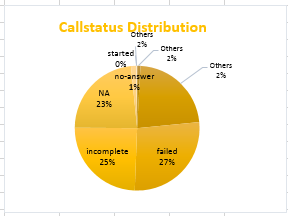 Callstatus Distribution
Others
2%
Others
2%
Others
2%
started
0%
no-answer
1%
NA
23%
incomplete
25%
failed
27%